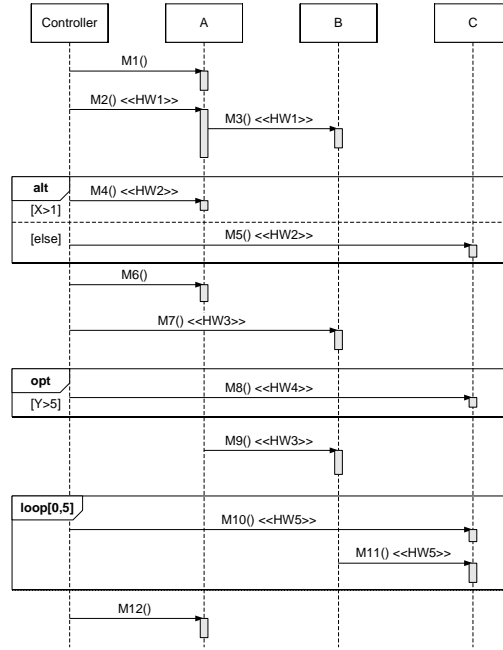 Controller A B C
M1()
M2() <<HW1>>
M3() <<HW1>>
alt
M4() <<HW2>>
[X>1]
[else]
M5() <<HW2>>
M6()
M7() <<HW3>>
opt
M8() <<HW4>>
[Y>5]
M9() <<HW3>>
loop[0,5]
M10() <<HW5>>
M11() <<HW5>>
M12()